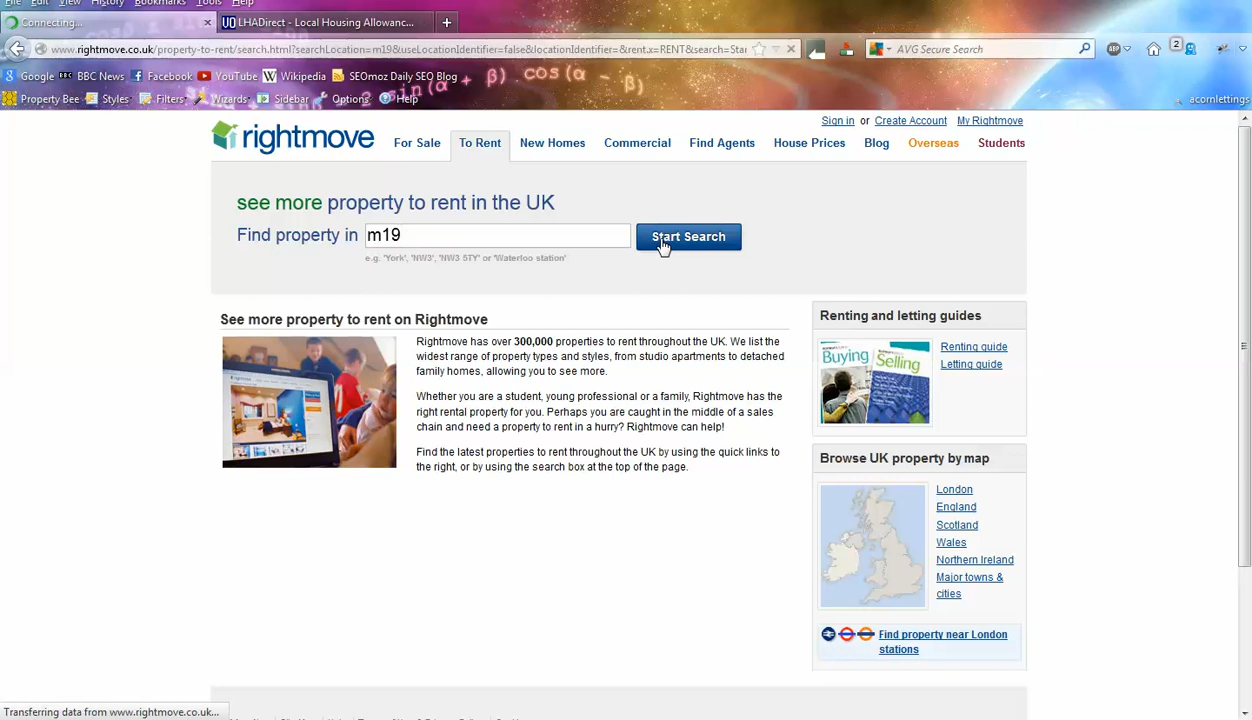 File Edit View History Bookmarks Tools Help
Connecting...
LHADirect - Local Housing Allowanc...
www.rightmove.co.uk/property-to-rent/search.html?searchLocation=m19&useLocationIdentifier=false&locationIdentifier=&rent.x=RENT&search=Star
AVG Secure Search
ABP
2
Google BBC News Facebook YouTube Wikipedia SEOmoz Daily SEO Blog
Property Bee Styles Filters Wizards Sidebar Options Help
acornlettings
Sign in or Create Account My Rightmove
rightmove
For Sale To Rent New Homes Commercial Find Agents House Prices Blog Overseas Students
see more property to rent in the UK
Find property in m19 Start Search
e.g. 'York', 'NW3', 'NW3 5TY' or 'Waterloo station'
See more property to rent on Rightmove
Rightmove has over 300,000 properties to rent throughout the UK. We list the
widest range of property types and styles, from studio apartments to detached
family homes, allowing you to see more.
Whether you are a student, young professional or a family, Rightmove has the
right rental property for you. Perhaps you are caught in the middle of a sales
chain and need a property to rent in a hurry? Rightmove can help!
Find the latest properties to rent throughout the UK by using the quick links to
the right, or by using the search box at the top of the page.
Renting and letting guides
Buying
Selling
Renting guide
Letting guide
Browse UK property by map
London
England
Scotland
Wales
Northern Ireland
Major towns &
cities
Find property near London
stations
Transferring data from www.rightmove.co.uk...